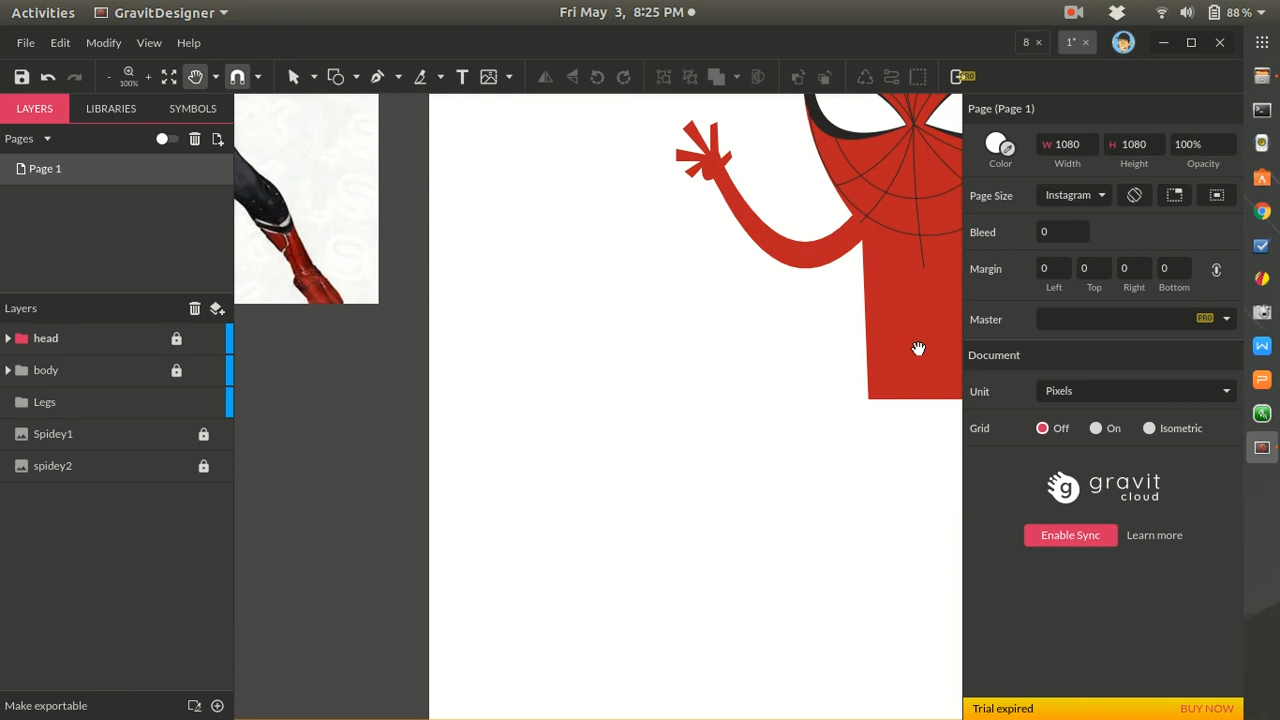 Activities GravitDesigner Fri May 3, 8:25 PM 88 %
File Edit Modify View Help 8 × 1* ×
- 100% + T PRO
LAYERS LIBRARIES SYMBOLS
Page (Page 1)
Pages
W 1080 H 1080 100%
Color Width Height Opacity
Page 1
Page Size Instagram
Bleed 0
Margin 0 0 0 0
Left Top Right Bottom
Layers
Master PRO
head
Document
body
Unit Pixels
Legs
Grid Off On Isometric
Spidey1
spidey2
g gravit
cloud
Enable Sync Learn more
Make exportable
Trial expired BUY NOW